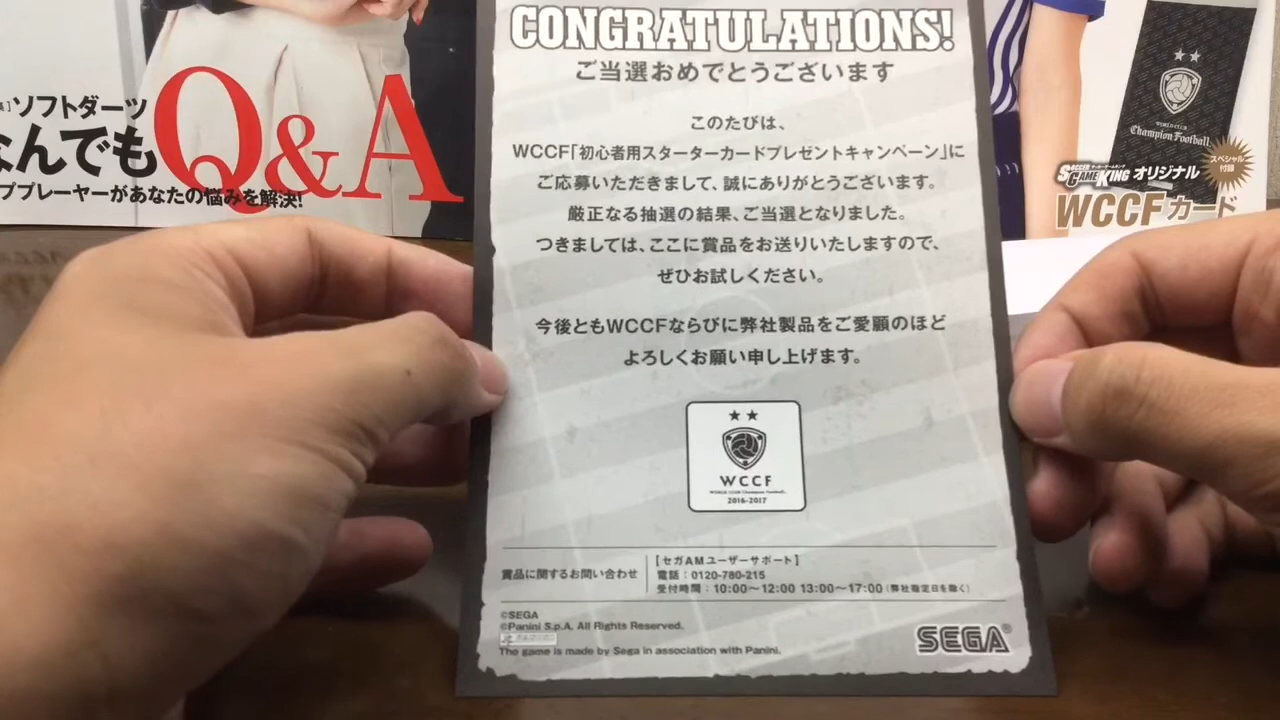 CONGRATULATIONS!
ご当選おめでとうございます
このたびは、
WCCF「初心者用スターターカードプレゼントキャンペーン」に
ご応募いただきまして、誠にありがとうございます。
厳正なる抽選の結果、ご当選となりました。
つきましては、ここに賞品をお送りいたしますので、
ぜひお試しください。
今後ともWCCFならびに弊社製品をご愛願のほど
よろしくお願い申し上げます。
WCCF
WORLD CLUB Champion Football
2016-2017
賞品に関するお問い合わせ
【セガAMユーザーサポート】
電話：0120-780-215
受付時間：10:00〜12:00 13:00〜17:00（弊社指定日を除く）
©SEGA
©Panini S.p.A. All Rights Reserved.
The game is made by Sega in association with Panini.
SEGA®
]ソフトダーツ
なんでもQ&A
ププレーヤーがあなたの悩みを解決!
WORLD CLUB
Champion Football
スペシャル
付録
SOCCER GAME KING オリジナル
WCCFカード